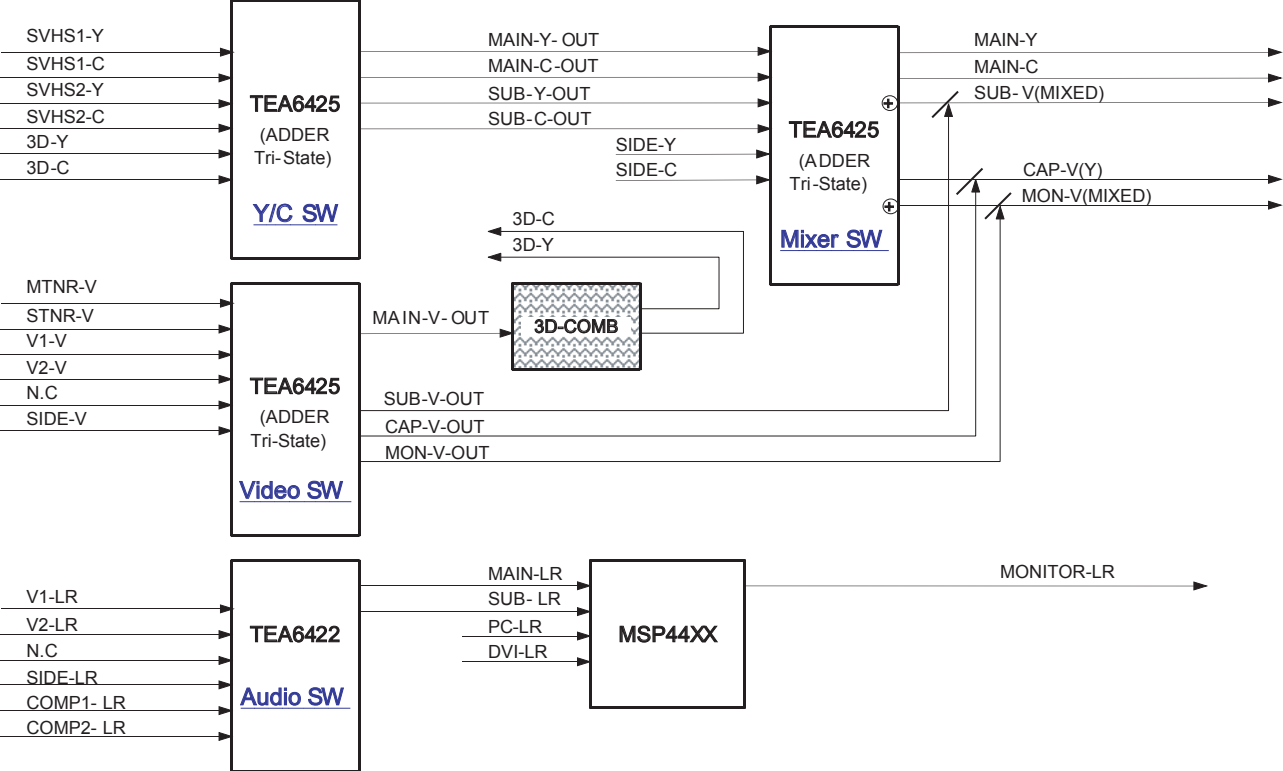 SVHS1-Y
SVHS1-C
SVHS2-Y
SVHS2-C
3D-Y
3D-C
TEA6425
(ADDER
Tri-State)
Y/C SW
MAIN-Y- OUT
MAIN-C-OUT
SUB-Y-OUT
SUB-C-OUT
SIDE-Y
SIDE-C
TEA6425
(ADDER
Tri-State)
Mixer SW
MAIN-Y
MAIN-C
SUB- V(MIXED)
CAP-V(Y)
MON-V(MIXED)
3D-C
3D-Y
MTNR-V
STNR-V
V1-V
V2-V
N.C
SIDE-V
TEA6425
(ADDER
Tri-State)
Video SW
MAIN-V- OUT
3D-COMB
SUB-V-OUT
CAP-V-OUT
MON-V-OUT
V1-LR
V2-LR
N.C
SIDE-LR
COMP1- LR
COMP2- LR
TEA6422
Audio SW
MAIN-LR
SUB- LR
PC-LR
DVI-LR
MSP44XX
MONITOR-LR